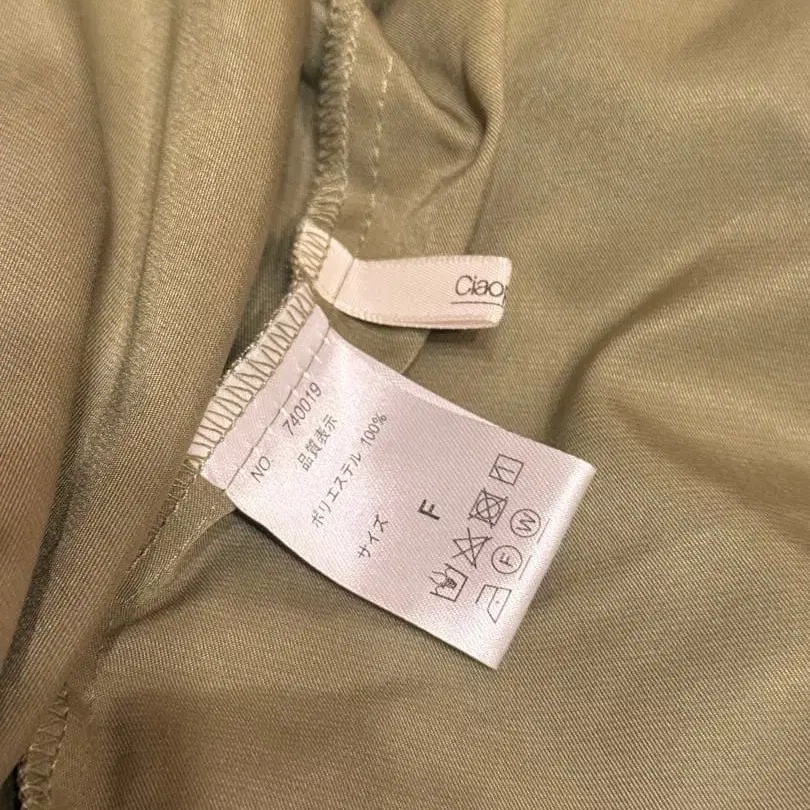 Ciao
NO 740019
品質表示
ポリエステル 100%
サイズ
F
F
W